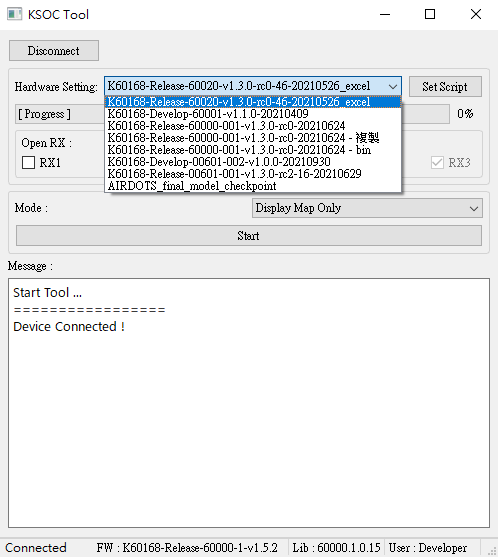 KSOC Tool
Disconnect
Hardware Setting: K60168-Release-60020-v1.3.0-rc0-46-20210526_excel Set Script
K60168-Release-60020-v1.3.0-rc0-46-20210526_excel
K60168-Develop-60001-v1.1.0-20210409
K60168-Release-60000-001-v1.3.0-rc0-20210624
K60168-Release-60000-001-v1.3.0-rc0-20210624 - 複製
K60168-Release-60000-001-v1.3.0-rc0-20210624 - bin
K60168-Develop-00601-002-v1.0.0-20210930
K60168-Release-00601-001-v1.3.0-rc2-16-20210629
AIRDOTS_final_model_checkpoint
[ Progress ] 0%
Open RX :
RX1 RX3
Mode : Display Map Only
Start
Message :
Start Tool ...
=================
Device Connected !
Connected FW : K60168-Release-60000-1-v1.5.2 Lib : 60000.1.0.15 User : Developer